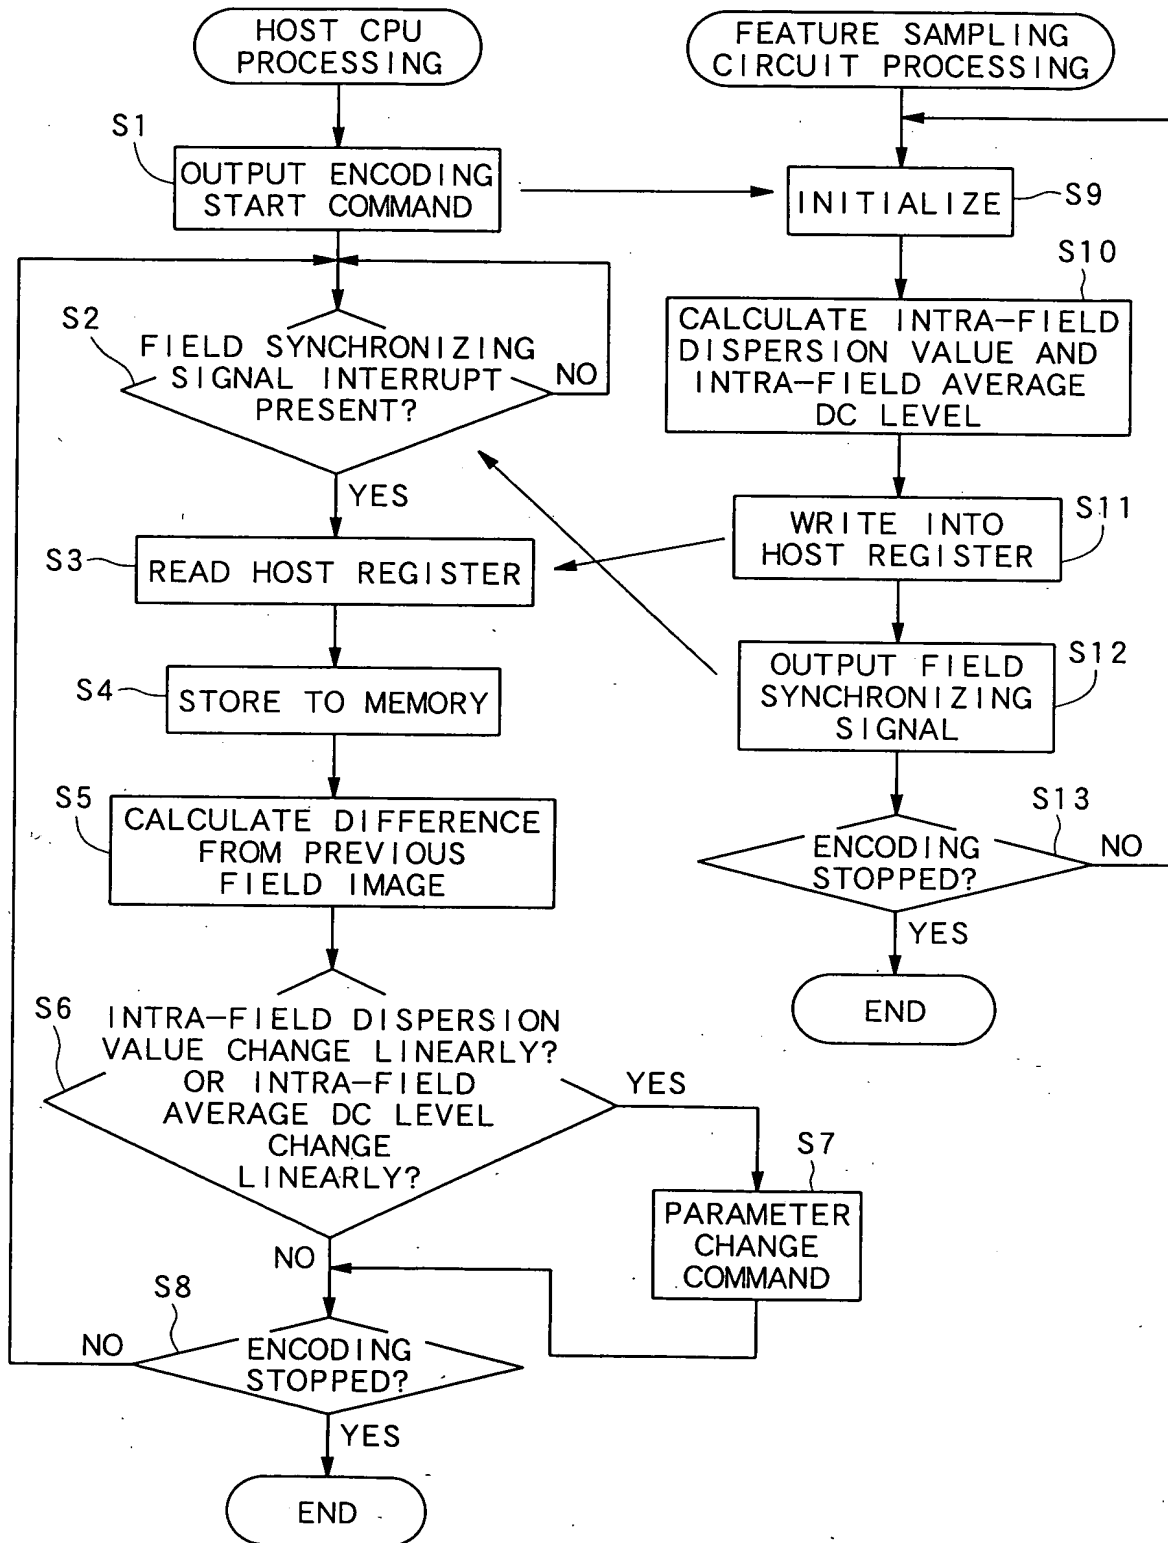 HOST CPU
PROCESSING
S1
OUTPUT ENCODING
START COMMAND
S2
FIELD SYNCHRONIZING
SIGNAL INTERRUPT
PRESENT?
NO
YES
S3
READ HOST REGISTER
S4
STORE TO MEMORY
S5
CALCULATE DIFFERENCE
FROM PREVIOUS
FIELD IMAGE
S6
INTRA-FIELD DISPERSION
VALUE CHANGE LINEARLY?
OR INTRA-FIELD
AVERAGE DC LEVEL
CHANGE
LINEARLY?
YES
NO
S7
PARAMETER
CHANGE
COMMAND
S8
ENCODING
STOPPED?
NO
YES
END
FEATURE SAMPLING
CIRCUIT PROCESSING
INITIALIZE
S9
S10
CALCULATE INTRA-FIELD
DISPERSION VALUE AND
INTRA-FIELD AVERAGE
DC LEVEL
S11
WRITE INTO
HOST REGISTER
S12
OUTPUT FIELD
SYNCHRONIZING
SIGNAL
S13
ENCODING
STOPPED?
NO
YES
END